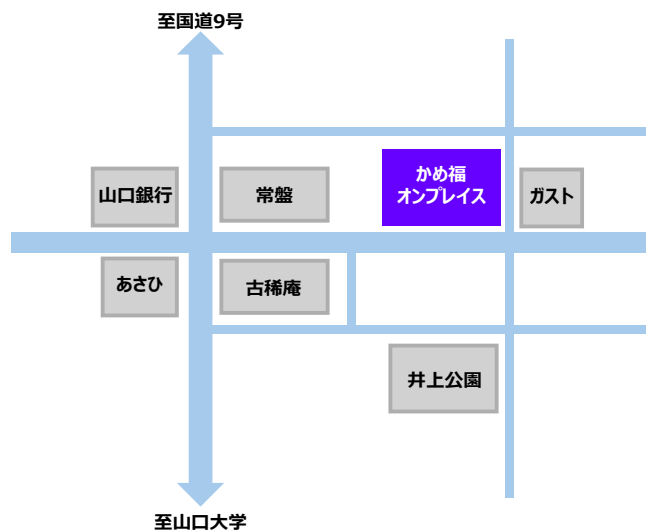 至国道9号
山口銀行
常盤
かめ福
オンプレイス
ガスト
あさひ
古稀庵
井上公園
至山口大学